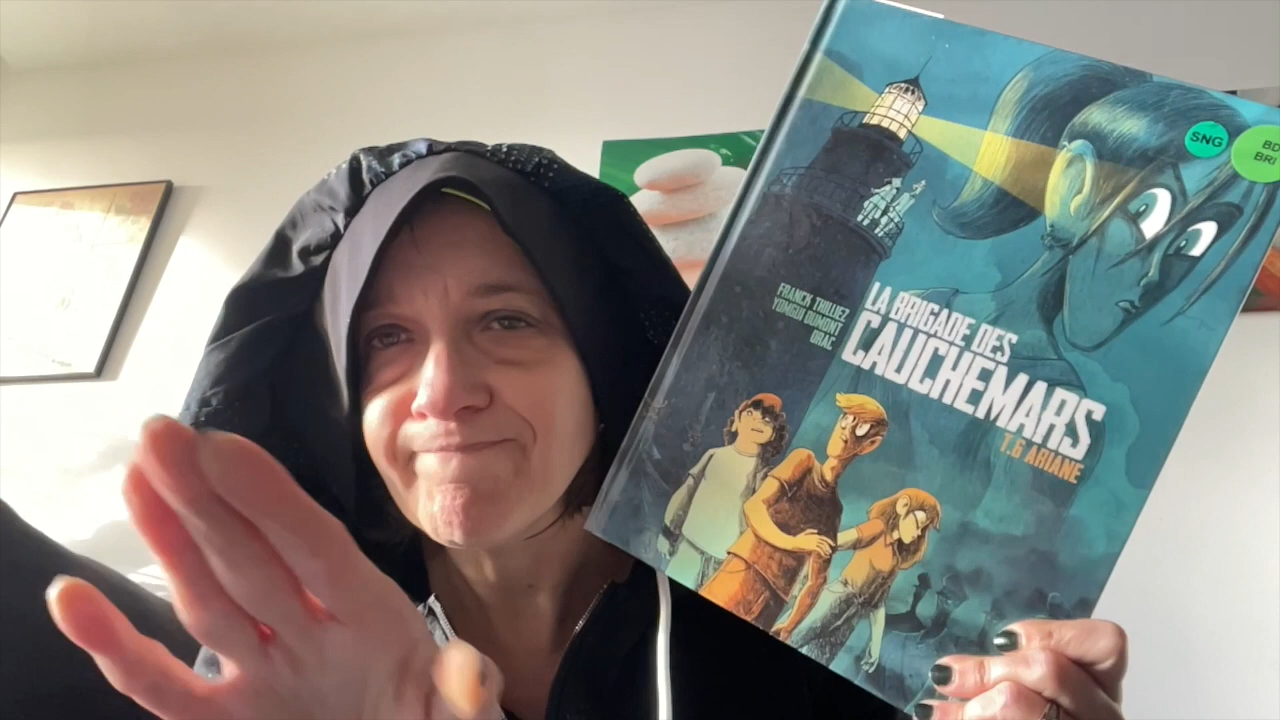 SNG
BD
BRI
FRANCK THILLIEZ
YOMGUI DUMONT
DRAC
LA BRIGADE DES
CAUCHEMARS
T.6 ARIANE